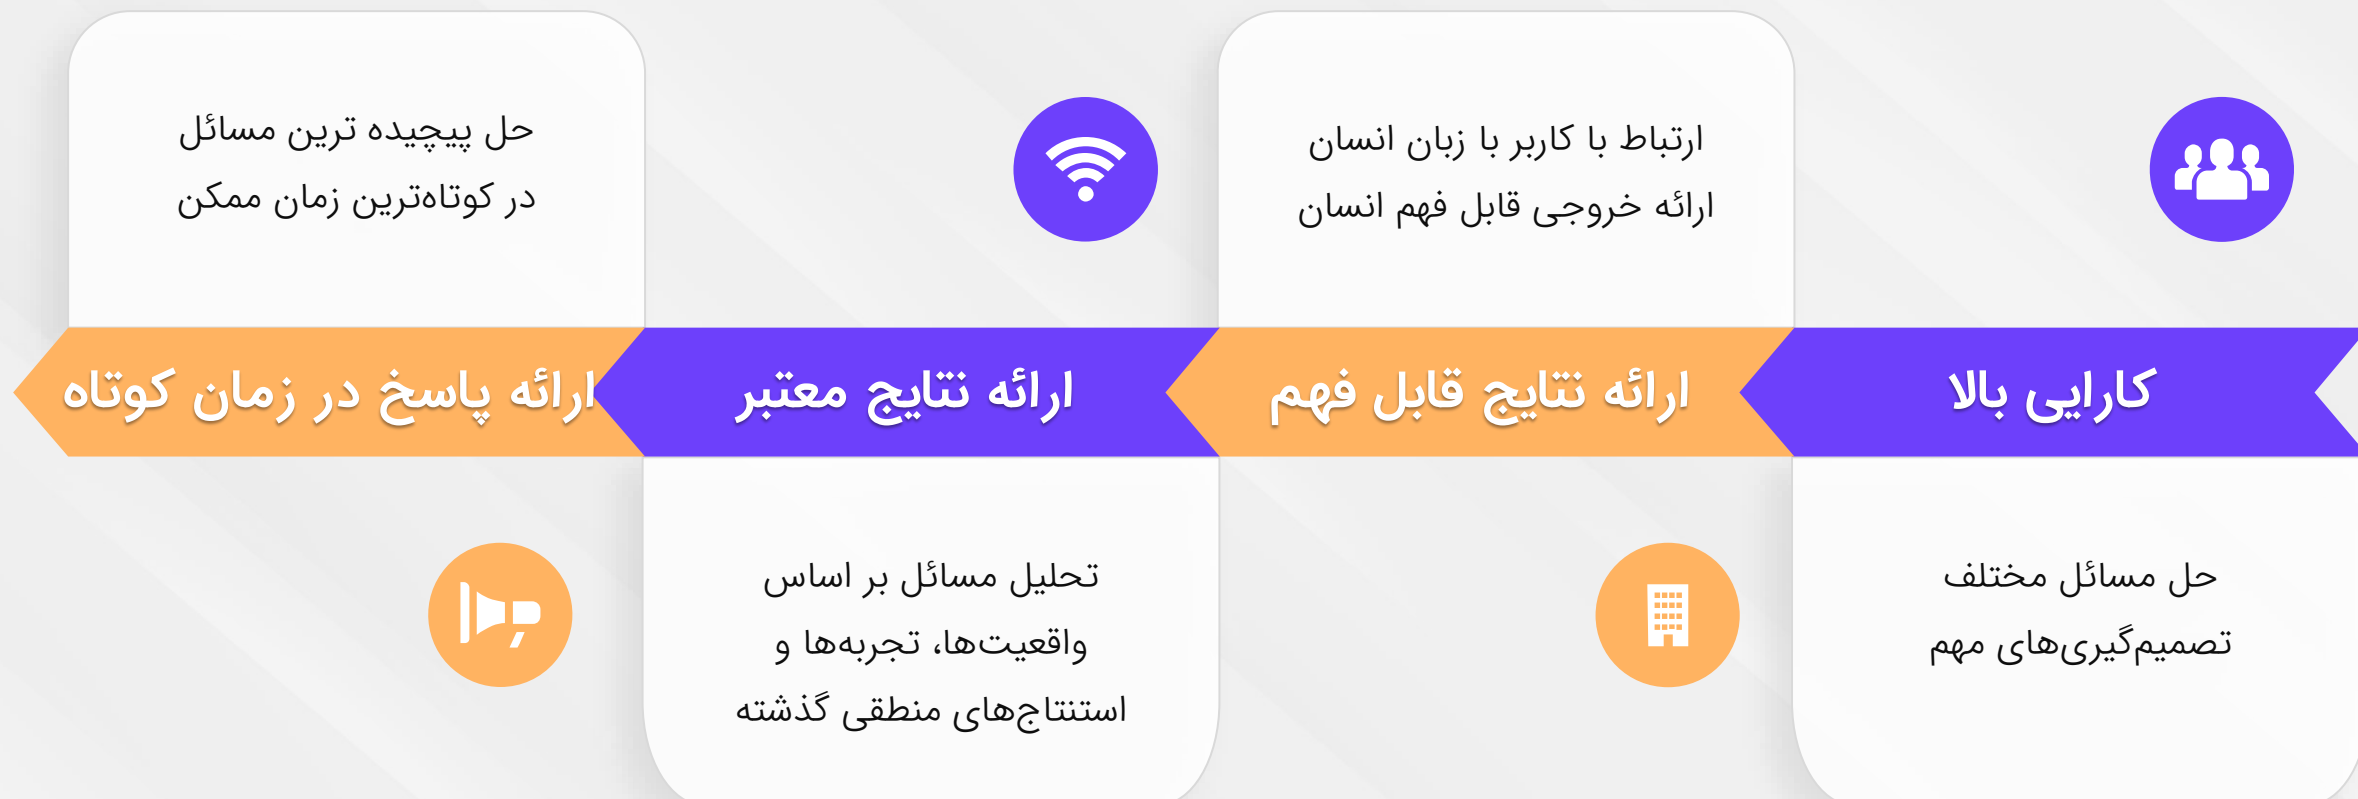 کارایی بالا
حل مسائل مختلف
تصمیم‌گیری‌های مهم
ارائه نتایج قابل فهم
ارتباط با کاربر با زبان انسان
ارائه خروجی قابل فهم انسان
ارائه نتایج معتبر
تحلیل مسائل بر اساس
واقعیت‌ها، تجربه‌ها و
استنتاج‌های منطقی گذشته
ارائه پاسخ در زمان کوتاه
حل پیچیده ترین مسائل
در کوتاه‌ترین زمان ممکن